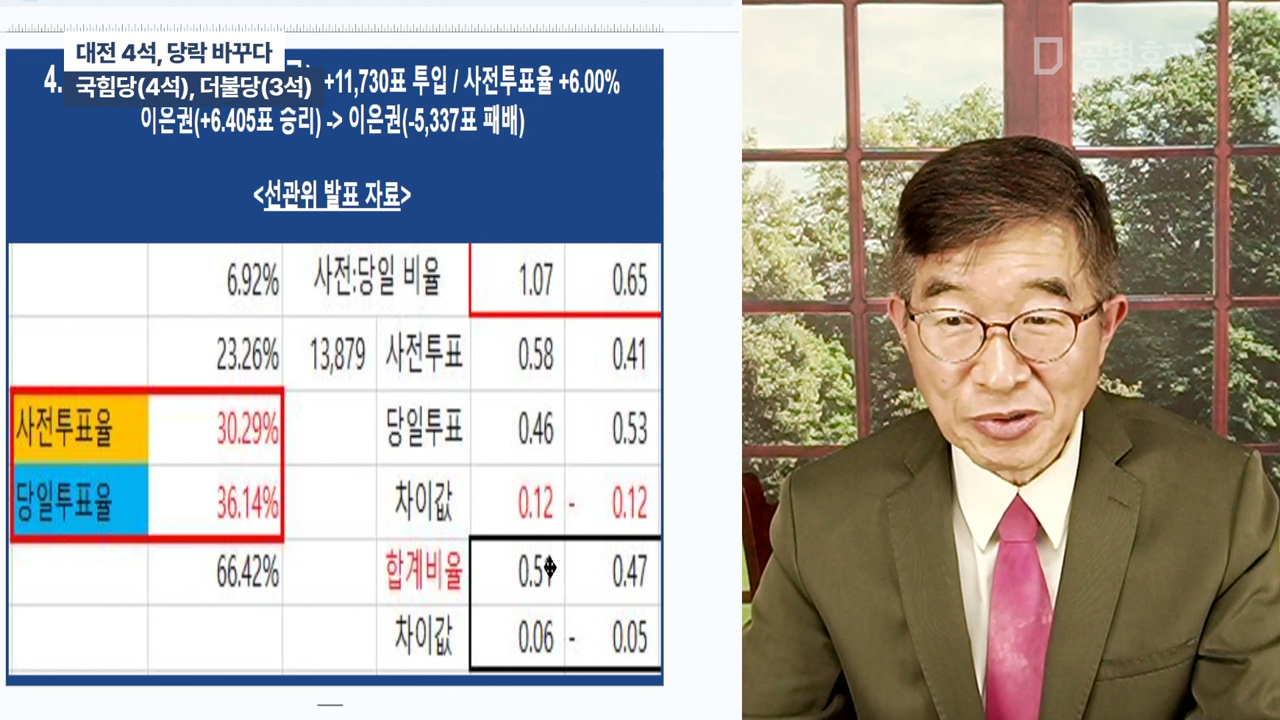 대전 4석, 당락 바꾸다
국힘당(4석), 더불당(3석)
4. +11,730표 투입 / 사전투표율 +6.00%
이은권(+6.405표 승리) -> 이은권(-5,337표 패배)
<선관위 발표 자료>
6.92% 사전:당일 비율 1.07 0.65
23.26% 13,879 사전투표 0.58 0.41
사전투표율 30.29% 당일투표 0.46 0.53
당일투표율 36.14% 차이값 0.12 - 0.12
66.42% 합계비율 0.47
차이값 0.06 - 0.05